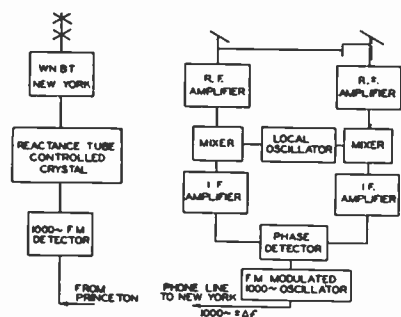 WNBT
NEW YORK
REACTANCE TUBE
CONTROLLED
CRYSTAL
1000~ F M
DETECTOR
FROM
PRINCETON
R. F.
AMPLIFIER
R. F.
AMPLIFIER
MIXER
LOCAL
OSCILLATOR
MIXER
I. F.
AMPLIFIER
I. F.
AMPLIFIER
PHASE
DETECTOR
F.M MODULATED
1000~ OSCILLATOR
PHONE LINE
TO NEW YORK
1000~ ± Δ F